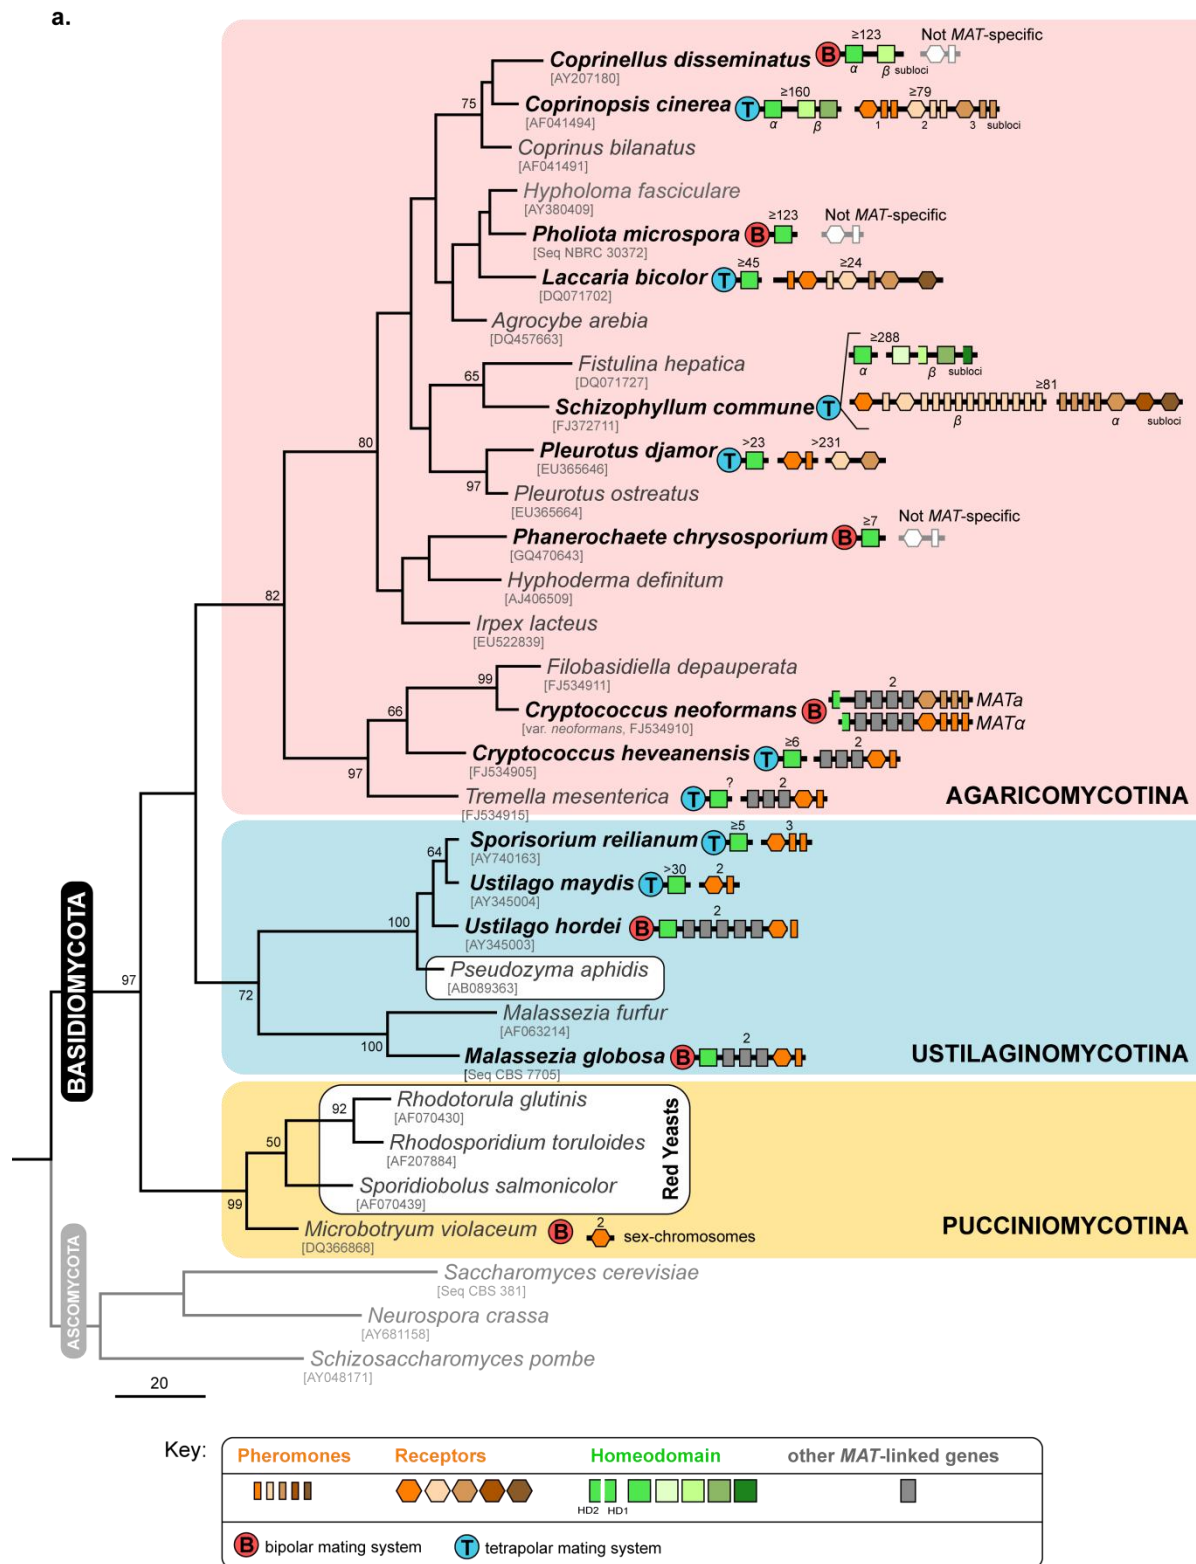 a.
Coprinellus disseminatus B ≥123 Not MAT-specific
[AY207180] α β subloci
75
Coprinopsis cinerea T ≥160 ≥79
[AF041494] α β 1 2 3 subloci
Coprinus bilanatus
[AF041491]
Hypholoma fasciculare
[AY380409]
Pholiota microspora B ≥123 Not MAT-specific
[Seq NBRC 30372]
Laccaria bicolor T ≥45 ≥24
[DQ071702]
Agrocybe arebia
[DQ457663]
≥288
α β subloci
Fistulina hepatica
[DQ071727]
65
Schizophyllum commune T ≥81
[FJ372711] β α subloci
80
Pleurotus djamor T >23 >231
[EU365646]
97
Pleurotus ostreatus
[EU365664]
Phanerochaete chrysosporium B ≥7 Not MAT-specific
[GQ470643]
Hyphoderma definitum
[AJ406509]
82
Irpex lacteus
[EU522839]
Filobasidiella depauperata
[FJ534911]
99
2 MATa
Cryptococcus neoformans B
[var. neoformans, FJ534910] MATα
66
Cryptococcus heveanensis T ≥6 2
[FJ534905]
97
Tremella mesenterica T ? 2
[FJ534915]
AGARICOMYCOTINA
Sporisorium reilianum T ≥5 3
[AY740163]
64
Ustilago maydis T >30 2
[AY345004]
100
Ustilago hordei B 2
[AY345003]
Pseudozyma aphidis
[AB089363]
BASIDIOMYCOTA
97
72
Malassezia furfur
[AF063214]
100
Malassezia globosa B 2
[Seq CBS 7705]
USTILAGINOMYCOTINA
92
Rhodotorula glutinis
[AF070430]
50
Rhodosporidium toruloides
[AF207884]
Sporidiobolus salmonicolor
[AF070439]
Red Yeasts
99
Microbotryum violaceum B 2 sex-chromosomes
[DQ366868]
PUCCINIOMYCOTINA
ASCOMYCOTA
Saccharomyces cerevisiae
[Seq CBS 381]
Neurospora crassa
[AY681158]
Schizosaccharomyces pombe
[AY048171]
20
Key:
Pheromones Receptors Homeodomain other MAT-linked genes
HD2 HD1
B bipolar mating system T tetrapolar mating system